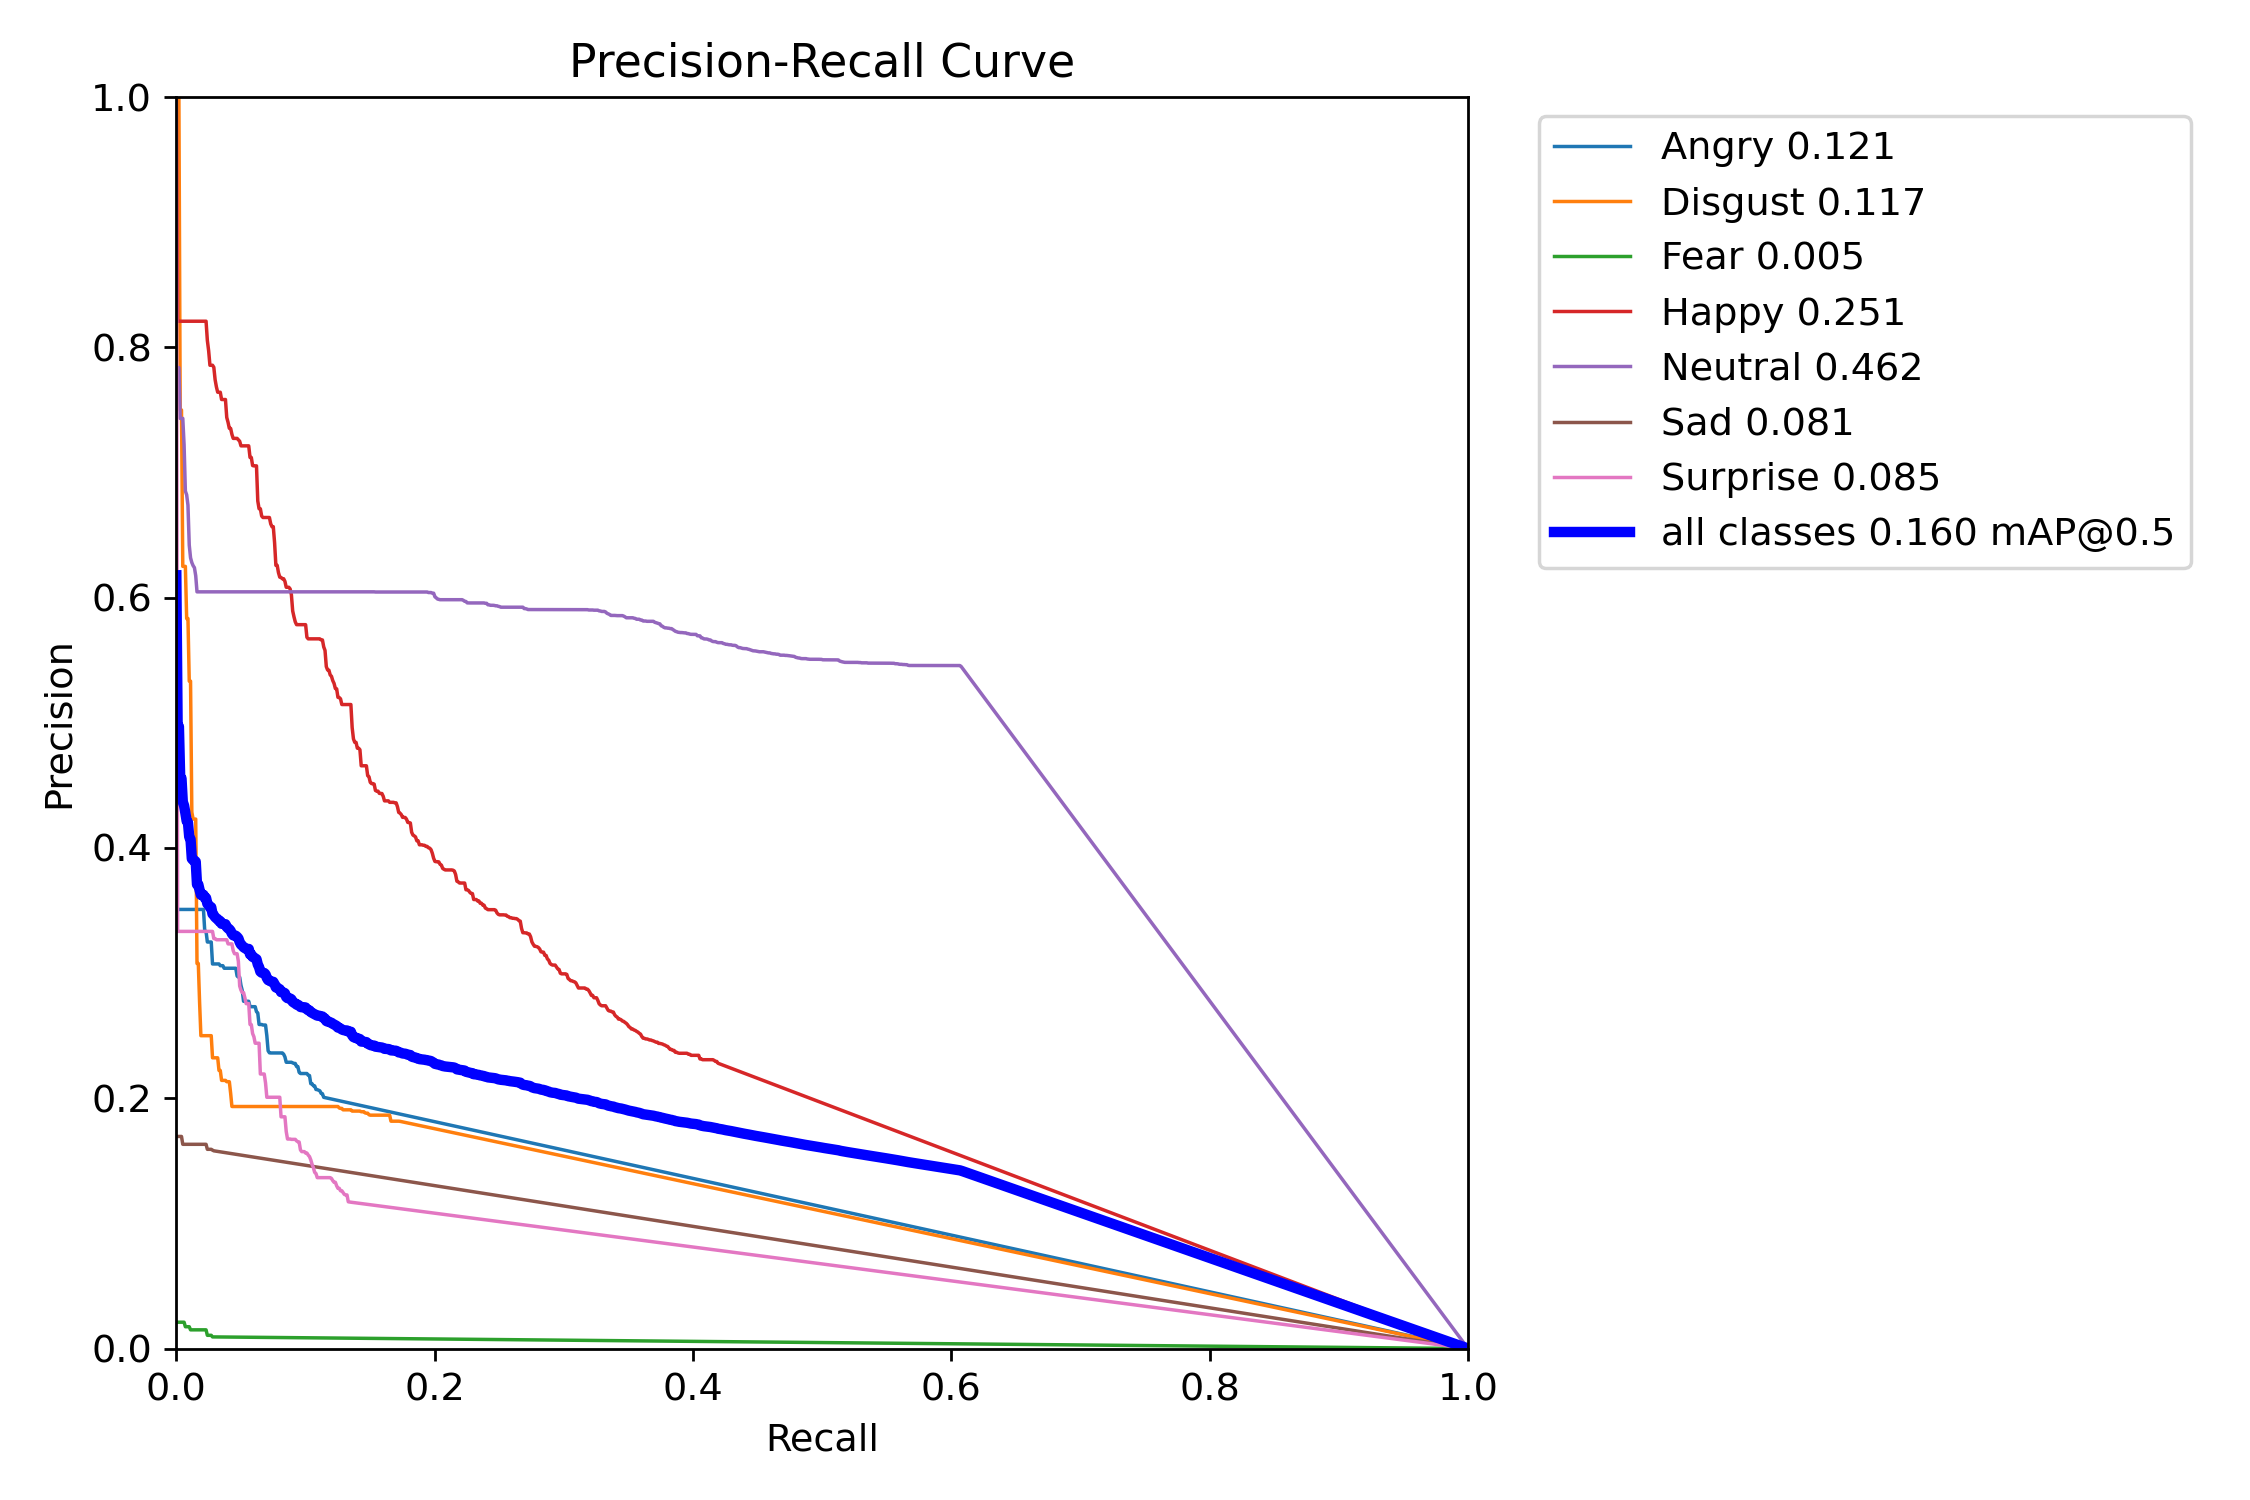 Precision-Recall Curve
1.0
0.8
0.6
0.4
0.2
0.0
Precision
0.0 0.2 0.4 0.6 0.8 1.0
Recall
Angry 0.121
Disgust 0.117
Fear 0.005
Happy 0.251
Neutral 0.462
Sad 0.081
Surprise 0.085
all classes 0.160 mAP@0.5